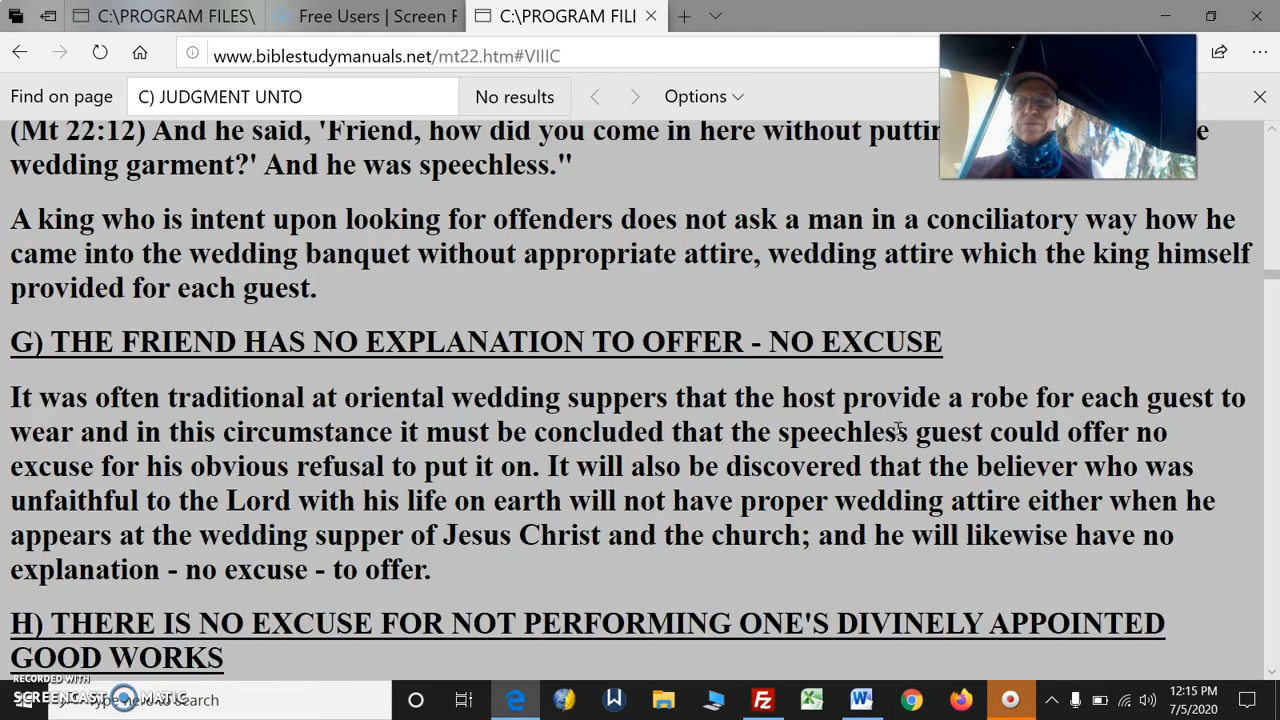 C:\PROGRAM FILES\
Free Users | Screen F
C:\PROGRAM FILI
www.biblestudymanuals.net/mt22.htm#VIIIC
Find on page
C) JUDGMENT UNTO
No results
Options
(Mt 22:12) And he said, 'Friend, how did you come in here without
wedding garment?' And he was speechless."
A king who is intent upon looking for offenders does not ask a man in a conciliatory way how he
came into the wedding banquet without appropriate attire, wedding attire which the king himself
provided for each guest.
G) THE FRIEND HAS NO EXPLANATION TO OFFER - NO EXCUSE
It was often traditional at oriental wedding suppers that the host provide a robe for each guest to
wear and in this circumstance it must be concluded that the speechless guest could offer no
excuse for his obvious refusal to put it on. It will also be discovered that the believer who was
unfaithful to the Lord with his life on earth will not have proper wedding attire either when he
appears at the wedding supper of Jesus Christ and the church; and he will likewise have no
explanation - no excuse - to offer.
H) THERE IS NO EXCUSE FOR NOT PERFORMING ONE'S DIVINELY APPOINTED
GOOD WORKS
RECORDED WITH
SCREENCAST MATIC
Type here to search
12:15 PM
7/5/2020